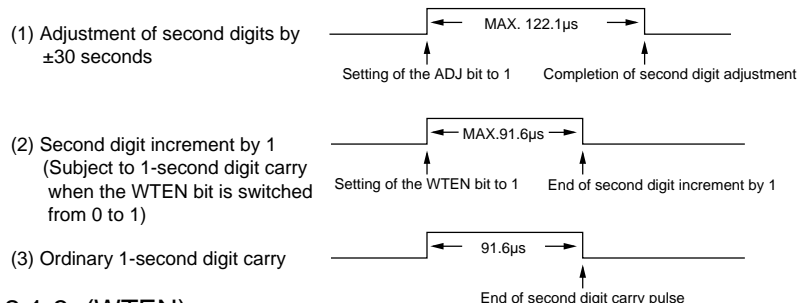 (1) Adjustment of second digits by
±30 seconds
MAX. 122.1µs
Setting of the ADJ bit to 1
Completion of second digit adjustment
(2) Second digit increment by 1
(Subject to 1-second digit carry
when the WTEN bit is switched
from 0 to 1)
MAX.91.6µs
Setting of the WTEN bit to 1
End of second digit increment by 1
(3) Ordinary 1-second digit carry
91.6µs
End of second digit carry pulse
(WTEN)